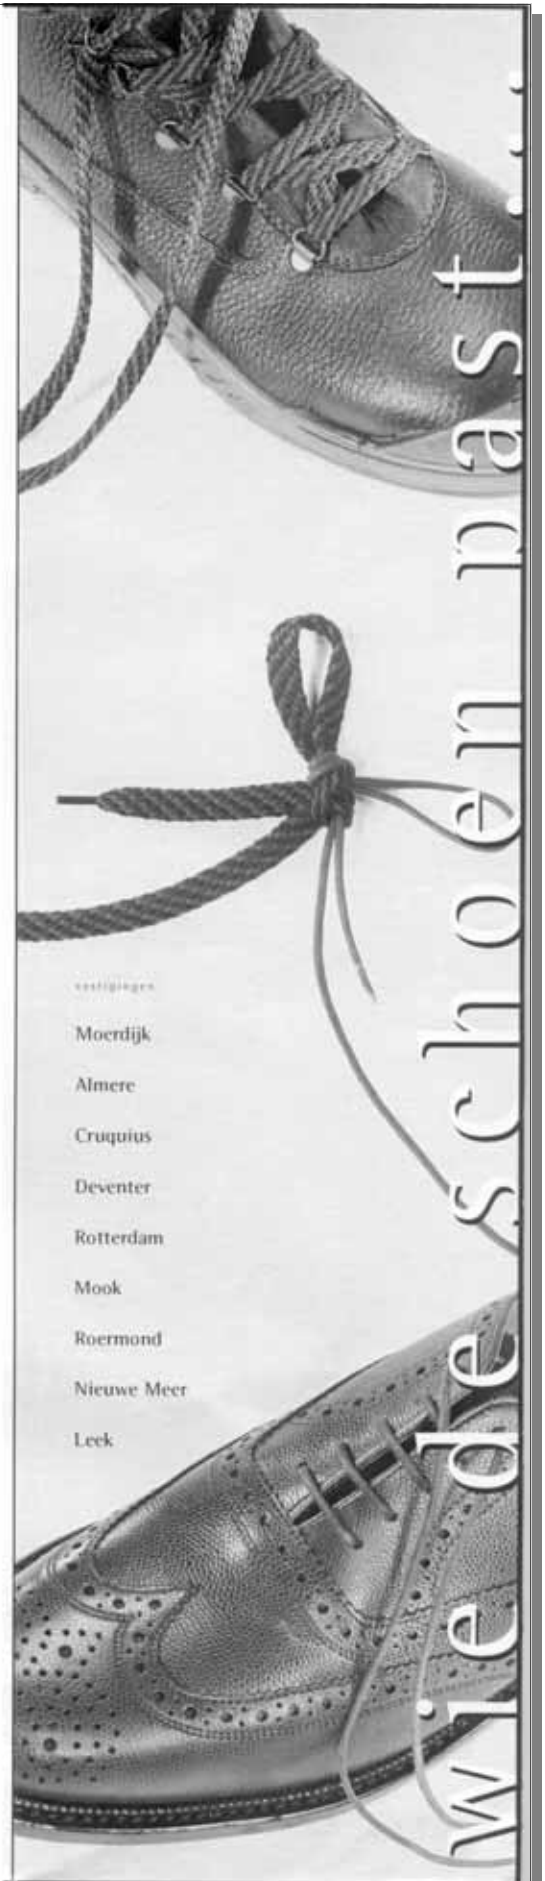 wie de schoen past...
vestigingen
Moerdijk
Almere
Cruquius
Deventer
Rotterdam
Mook
Roermond
Nieuwe Meer
Leek